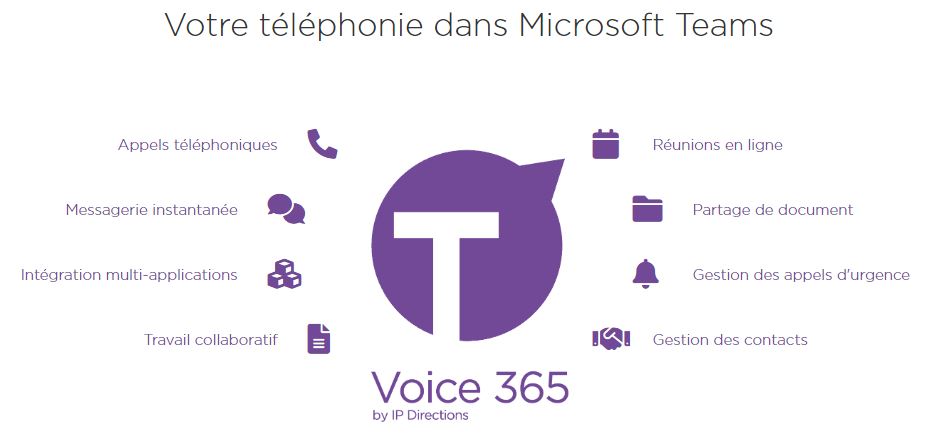 Votre téléphonie dans Microsoft Teams
Appels téléphoniques
Messagerie instantanée
Intégration multi-applications
Travail collaboratif
T
Réunions en ligne
Partage de document
Gestion des appels d'urgence
Gestion des contacts
Voice 365
by IP Directions